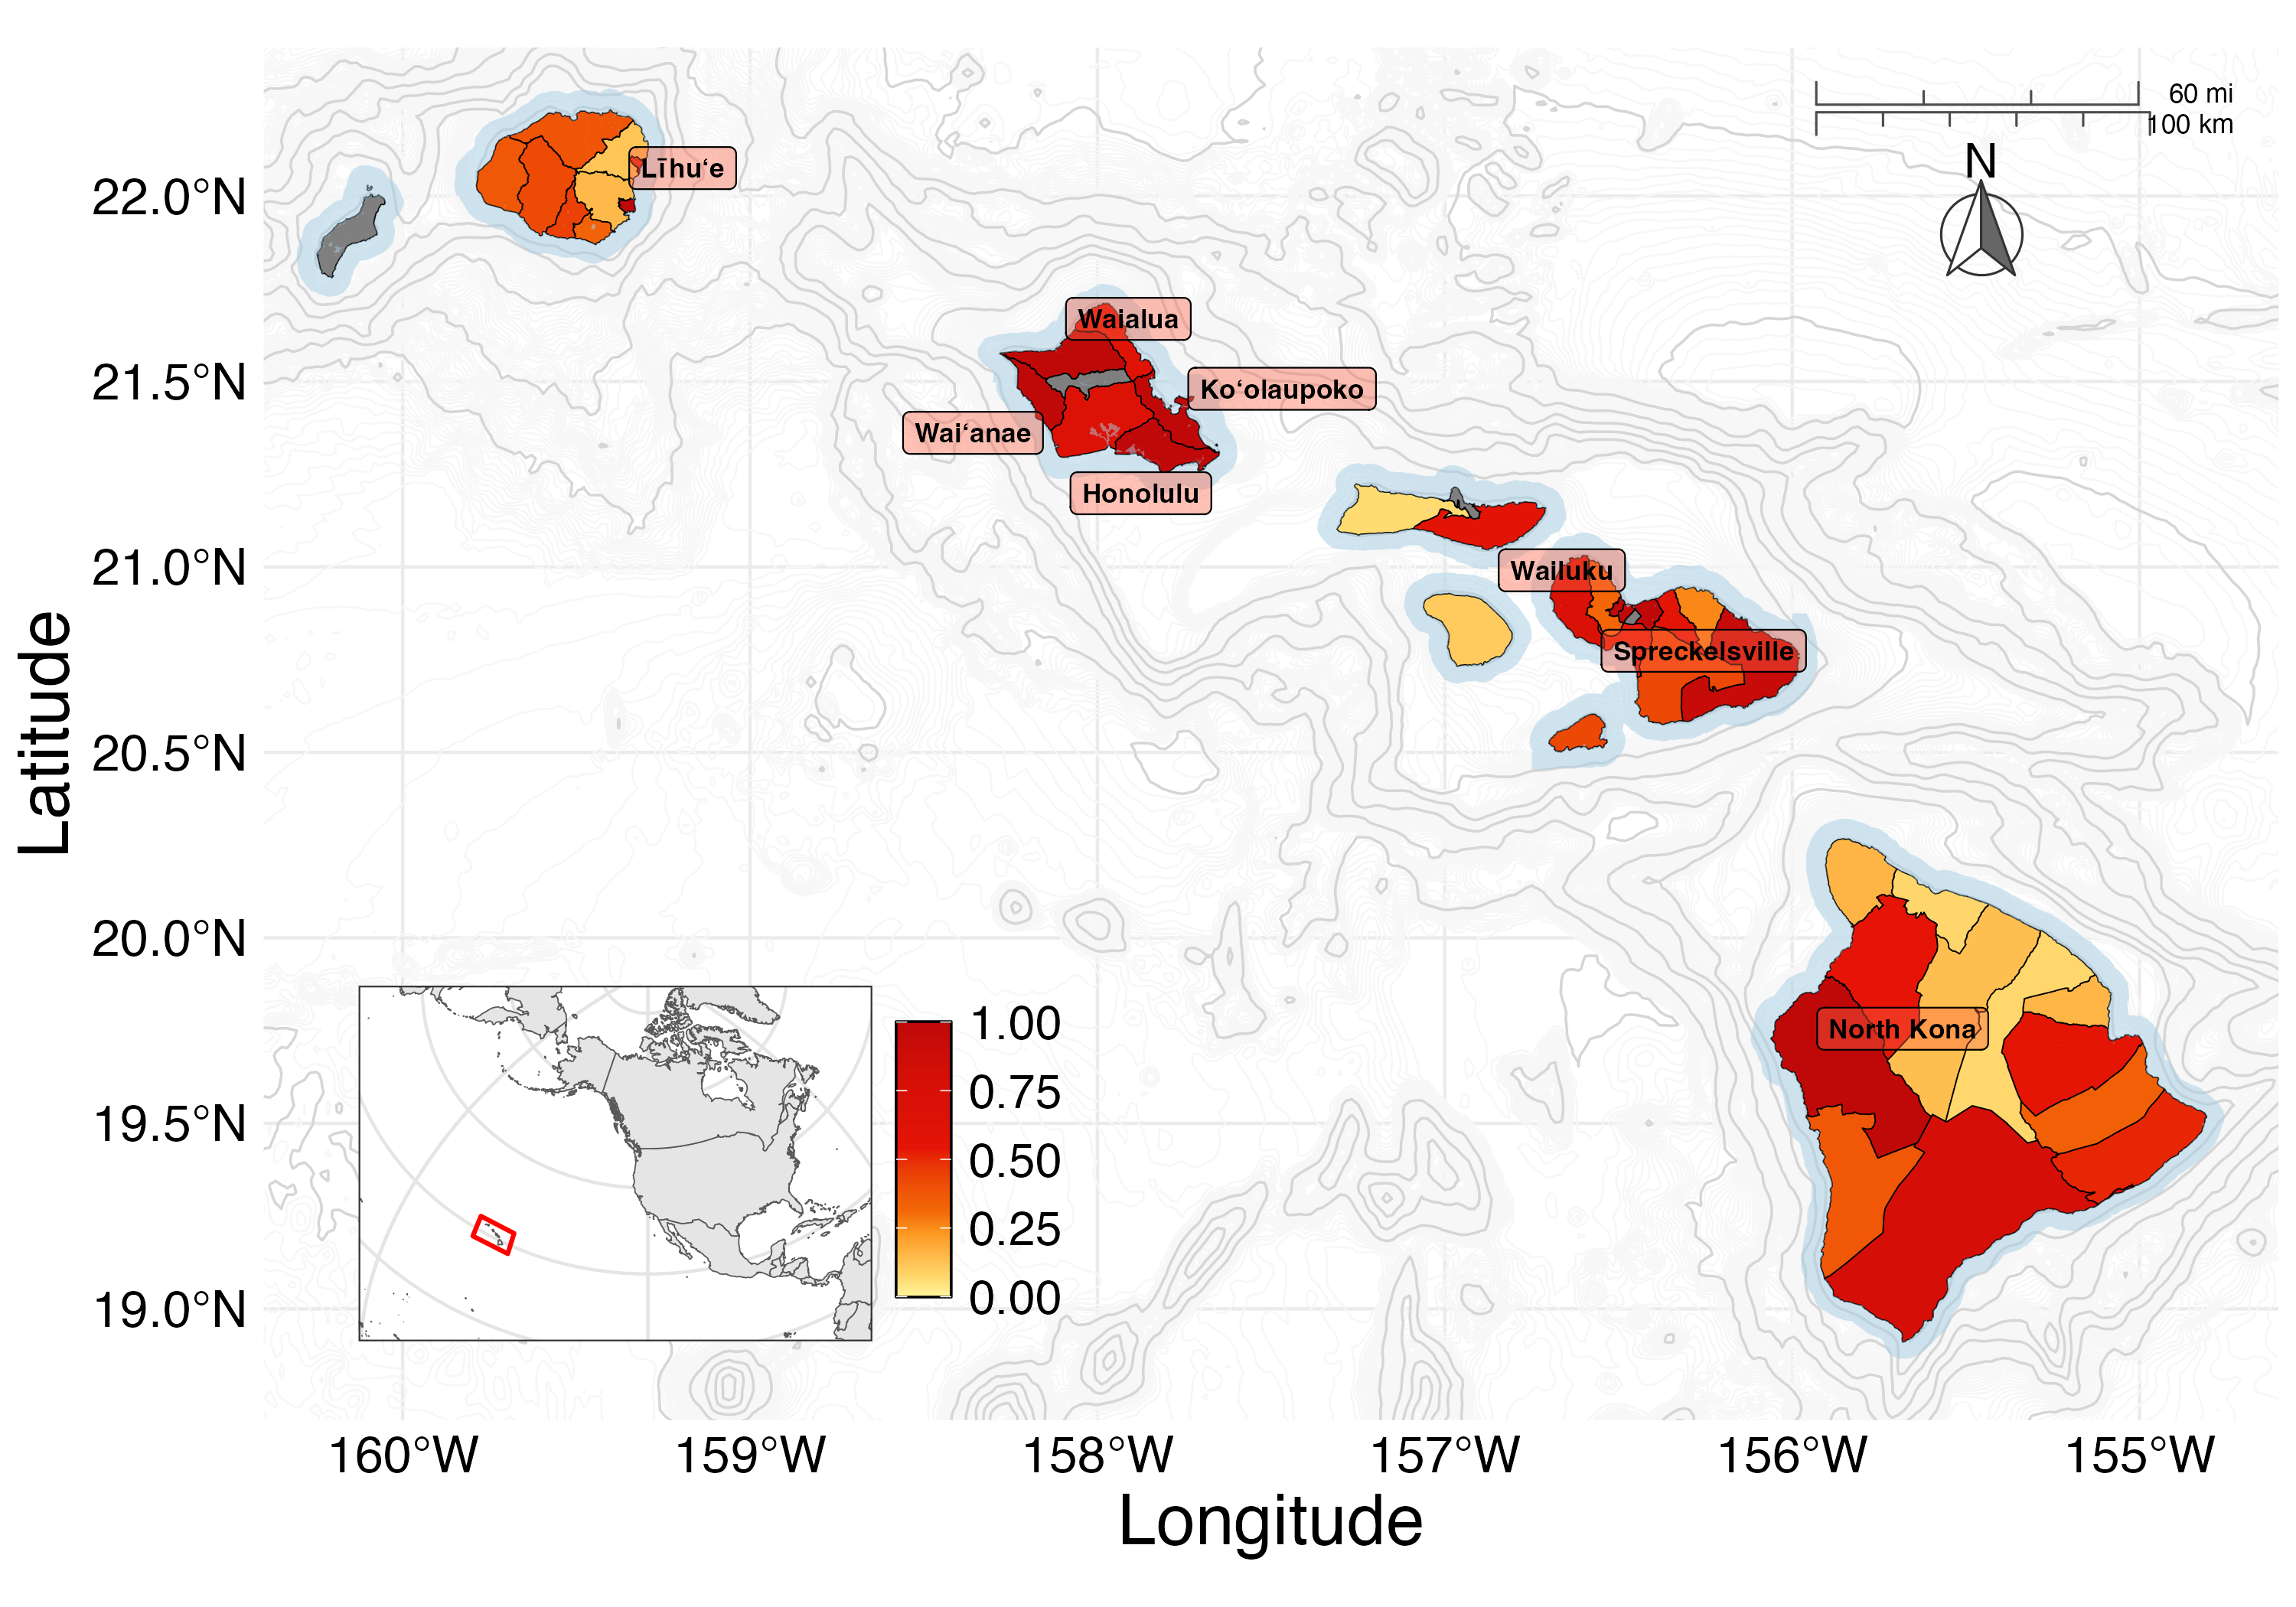 60 mi
100 km
N
22.0°N
21.5°N
21.0°N
20.5°N
20.0°N
19.5°N
19.0°N
Latitude
Līhuʻe
Waialua
Koʻolaupoko
Waiʻanae
Honolulu
Wailuku
Spreckelsville
North Kona
1.00
0.75
0.50
0.25
0.00
160°W
159°W
158°W
157°W
156°W
155°W
Longitude